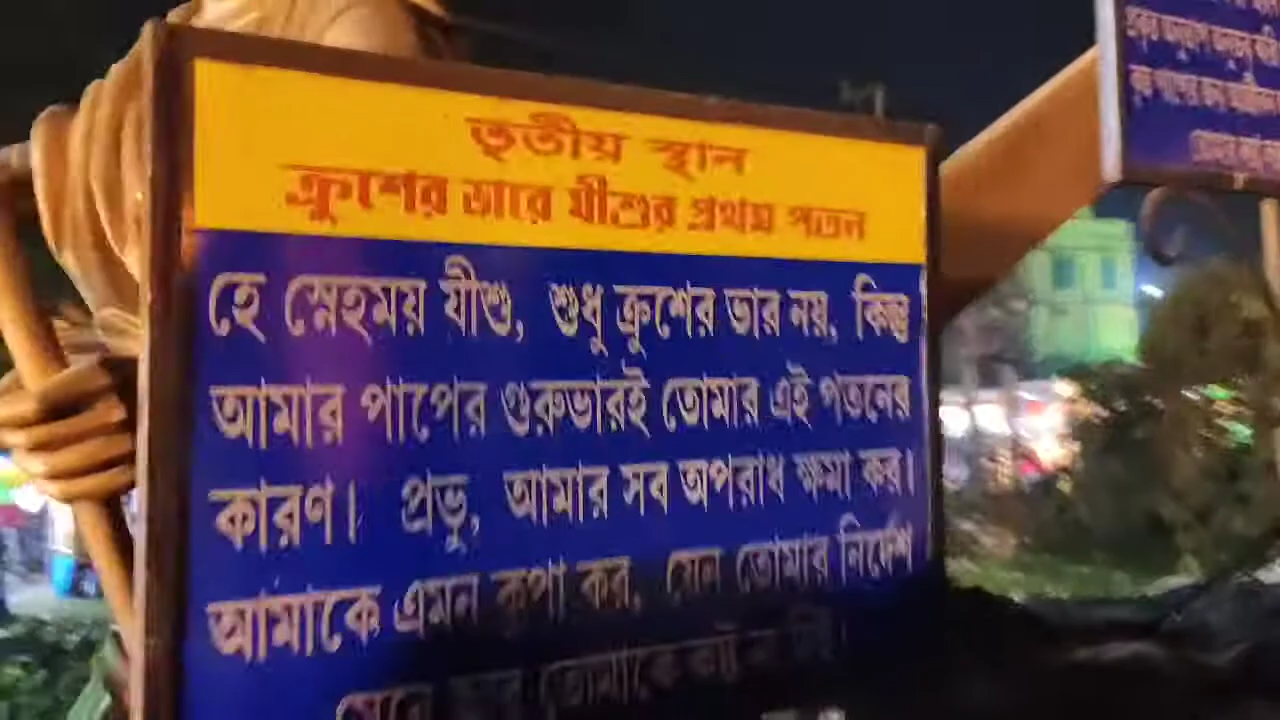 তৃতীয় স্থান
ক্রুশের ভারে যীশুর প্রথম পতন
হে স্নেহময় যীশু, শুধু ক্রুশের ভার নয়, কিন্তু
আমার পাপের গুরুভারই তোমার এই পতনের
কারণ। প্রভু, আমার সব অপরাধ ক্ষমা কর।
আমাকে এমন কৃপা কর, যেন তোমার নির্দেশ
তোমাকে